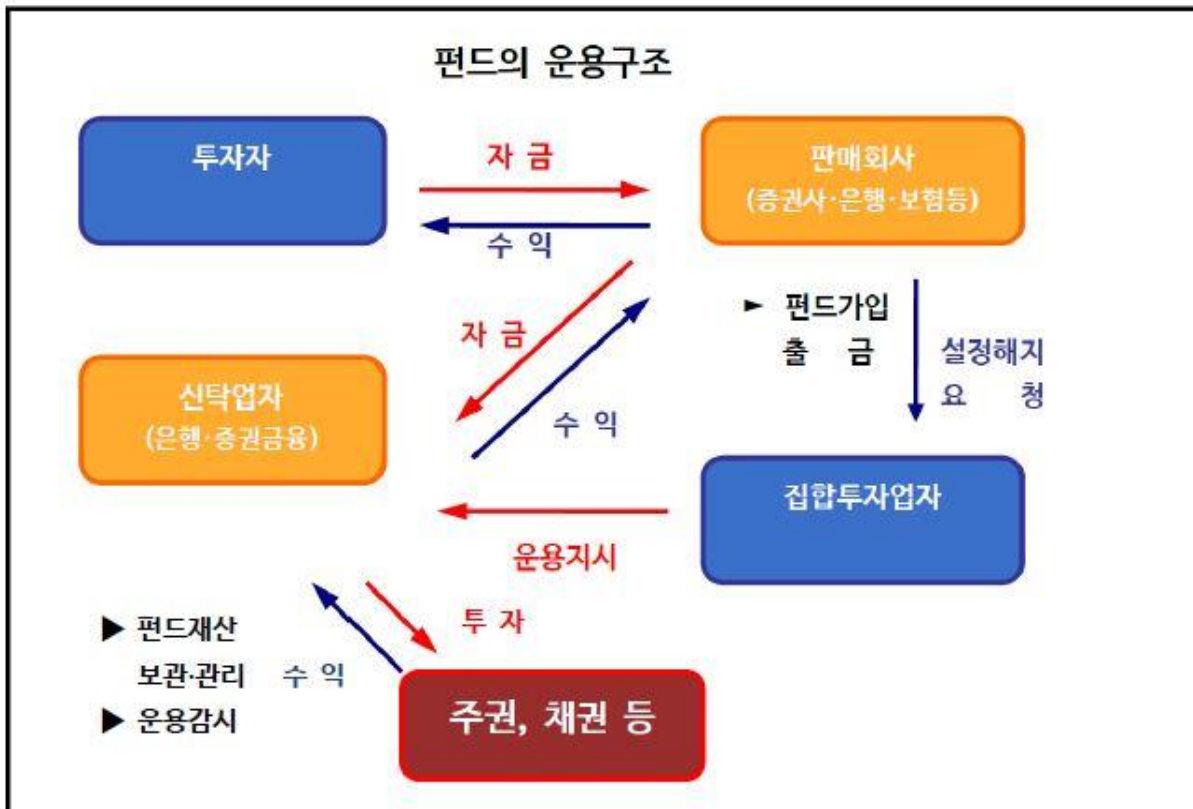 펀드의 운용구조
투자자
자 금
판매회사
(증권사·은행·보험등)
수 익
► 펀드가입
출 금
설정해지
요 청
자 금
수 익
신탁업자
(은행·증권금융)
집합투자업자
운용지시
▶ 펀드재산
보관·관리
▶ 운용감시
수 익
투 자
주권, 채권 등